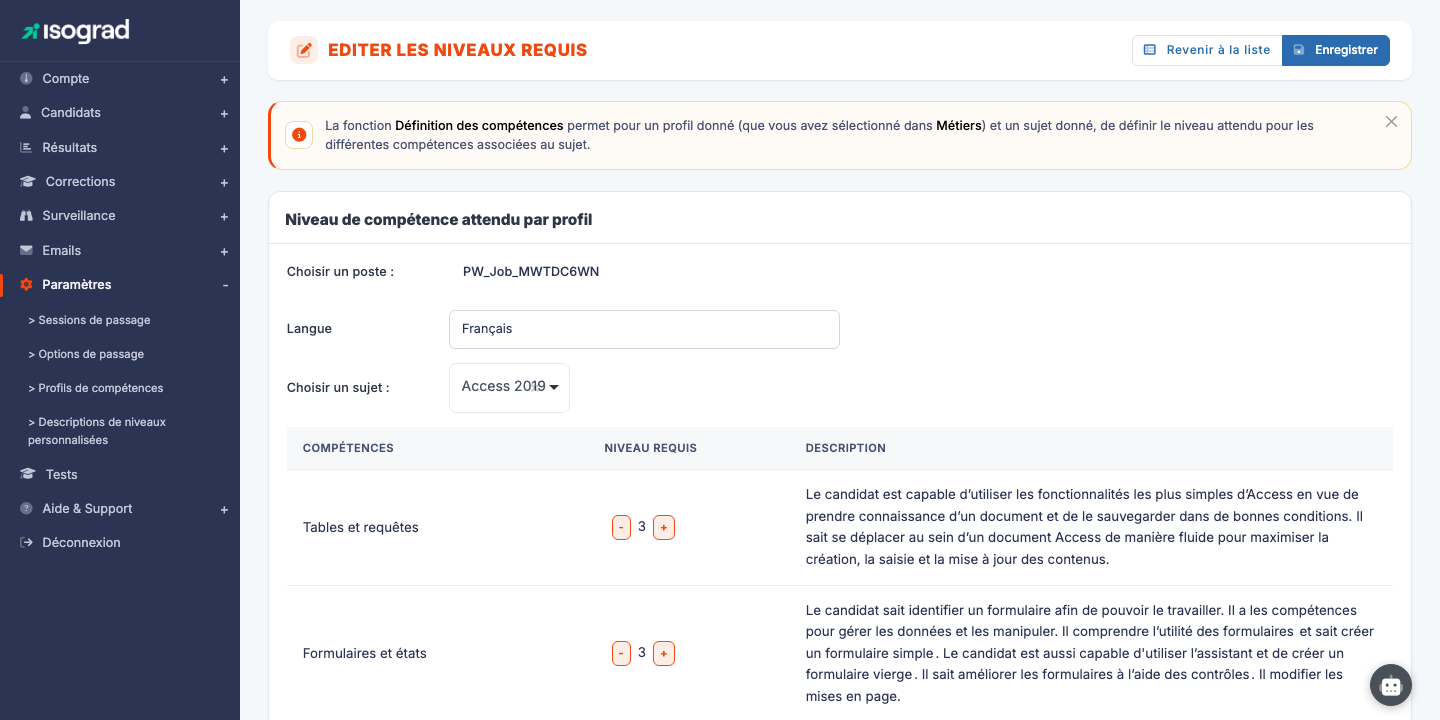 isograd
Compte +
Candidats +
Résultats +
Corrections +
Surveillance +
Emails +
Paramètres -
> Sessions de passage
> Options de passage
> Profils de compétences
> Descriptions de niveaux
personnalisées
Tests
Aide & Support +
Déconnexion
EDITER LES NIVEAUX REQUIS
Revenir à la liste
Enregistrer
La fonction Définition des compétences permet pour un profil donné (que vous avez sélectionné dans Métiers) et un sujet donné, de définir le niveau attendu pour les
différentes compétences associées au sujet.
Niveau de compétence attendu par profil
Choisir un poste : PW_Job_MWTDC6WN
Langue Français
Choisir un sujet : Access 2019
COMPÉTENCES NIVEAU REQUIS DESCRIPTION
Tables et requêtes - 3 +
Le candidat est capable d’utiliser les fonctionnalités les plus simples d’Access en vue de
prendre connaissance d’un document et de le sauvegarder dans de bonnes conditions. Il
sait se déplacer au sein d’un document Access de manière fluide pour maximiser la
création, la saisie et la mise à jour des contenus.
Formulaires et états - 3 +
Le candidat sait identifier un formulaire afin de pouvoir le travailler. Il a les compétences
pour gérer les données et les manipuler. Il comprendre l’utilité des formulaires et sait créer
un formulaire simple. Le candidat est aussi capable d'utiliser l’assistant et de créer un
formulaire vierge. Il sait améliorer les formulaires à l’aide des contrôles. Il modifier les
mises en page.